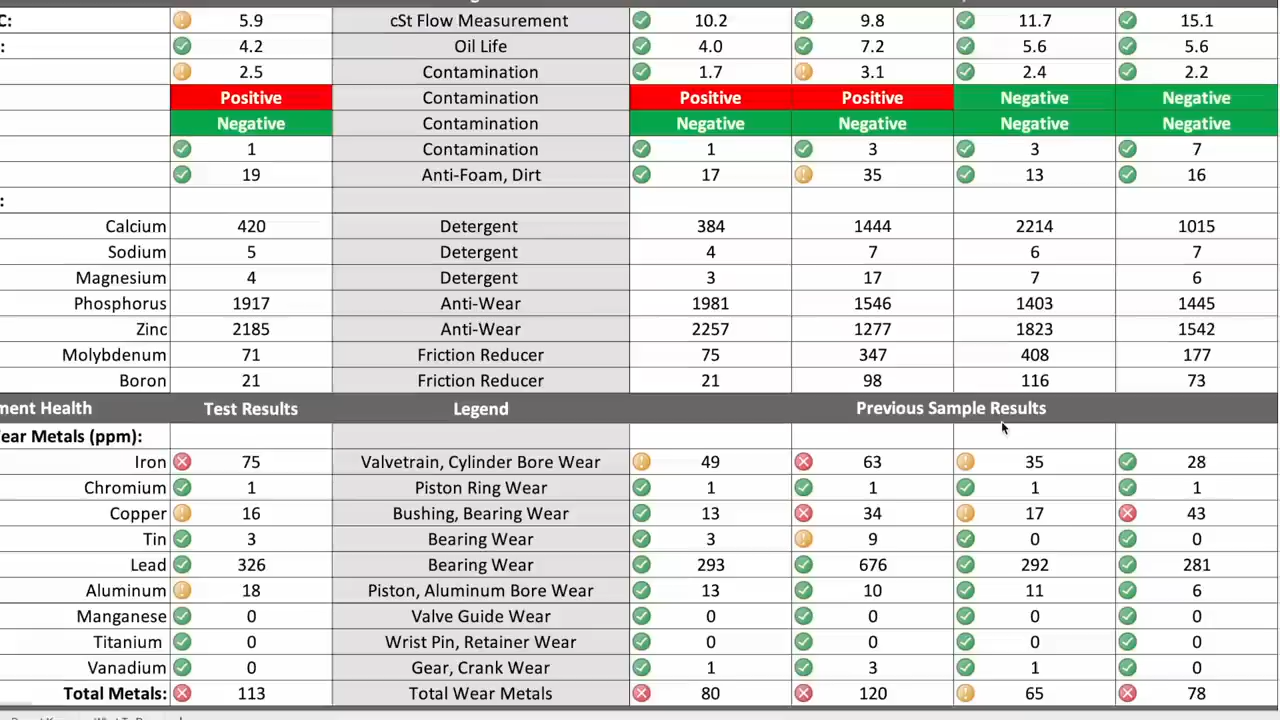 C: 5.9 cSt Flow Measurement 10.2 9.8 11.7 15.1
: 4.2 Oil Life 4.0 7.2 5.6 5.6
2.5 Contamination 1.7 3.1 2.4 2.2
Positive Contamination Positive Positive Negative Negative
Negative Contamination Negative Negative Negative Negative
1 Contamination 1 3 3 7
19 Anti-Foam, Dirt 17 35 13 16
:
Calcium 420 Detergent 384 1444 2214 1015
Sodium 5 Detergent 4 7 6 7
Magnesium 4 Detergent 3 17 7 6
Phosphorus 1917 Anti-Wear 1981 1546 1403 1445
Zinc 2185 Anti-Wear 2257 1277 1823 1542
Molybdenum 71 Friction Reducer 75 347 408 177
Boron 21 Friction Reducer 21 98 116 73
ment Health Test Results Legend Previous Sample Results
ear Metals (ppm):
Iron 75 Valvetrain, Cylinder Bore Wear 49 63 35 28
Chromium 1 Piston Ring Wear 1 1 1 1
Copper 16 Bushing, Bearing Wear 13 34 17 43
Tin 3 Bearing Wear 3 9 0 0
Lead 326 Bearing Wear 293 676 292 281
Aluminum 18 Piston, Aluminum Bore Wear 13 10 11 6
Manganese 0 Valve Guide Wear 0 0 0 0
Titanium 0 Wrist Pin, Retainer Wear 0 0 0 0
Vanadium 0 Gear, Crank Wear 1 3 1 0
Total Metals: 113 Total Wear Metals 80 120 65 78